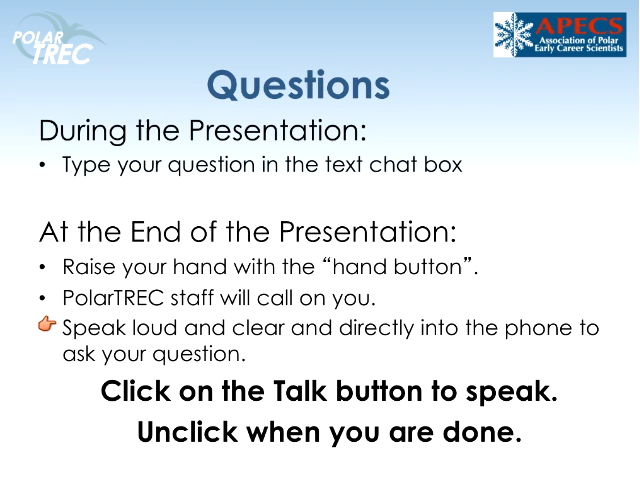 POLAR
TREC
APECS
Association of Polar
Early Career Scientists
Questions
During the Presentation:
• Type your question in the text chat box
At the End of the Presentation:
• Raise your hand with the “hand button”.
• PolarTREC staff will call on you.
Speak loud and clear and directly into the phone to
ask your question.
Click on the Talk button to speak.
Unclick when you are done.